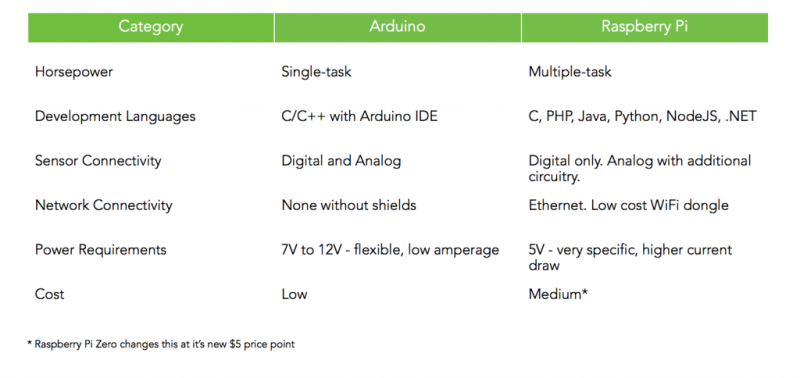 Category Arduino Raspberry Pi
Horsepower Single-task Multiple-task
Development Languages C/C++ with Arduino IDE C, PHP, Java, Python, NodeJS, .NET
Sensor Connectivity Digital and Analog Digital only. Analog with additional
circuitry.
Network Connectivity None without shields Ethernet. Low cost WiFi dongle
Power Requirements 7V to 12V - flexible, low amperage 5V - very specific, higher current
draw
Cost Low Medium*
* Raspberry Pi Zero changes this at it's new $5 price point